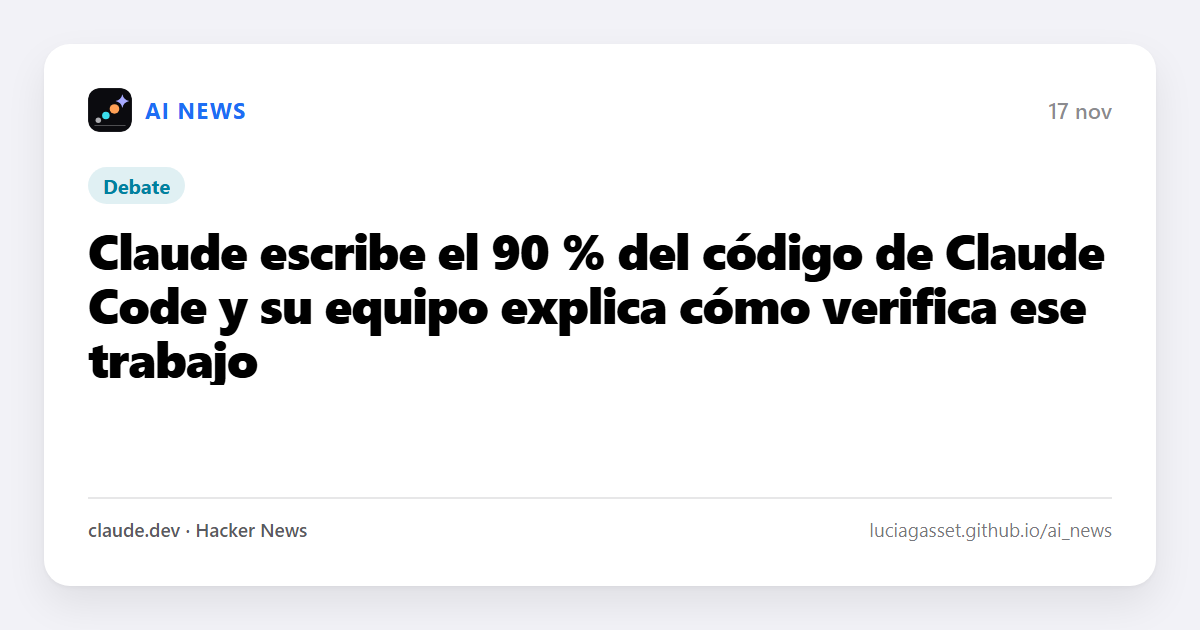 AI NEWS
17 nov
Debate
Claude escribe el 90 % del código de Claude
Code y su equipo explica cómo verifica ese
trabajo
claude.dev · Hacker News
luciagasset.github.io/ai_news